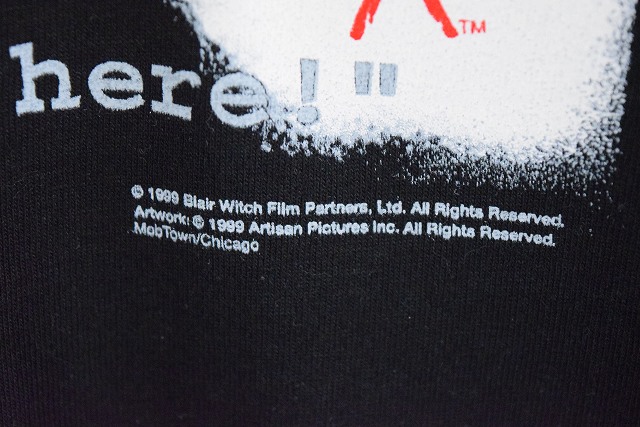 TM
here!"
© 1999 Blair Witch Film Partners, Ltd. All Rights Reserved.
Artwork: © 1999 Artisan Pictures Inc. All Rights Reserved.
MobTown/Chicago